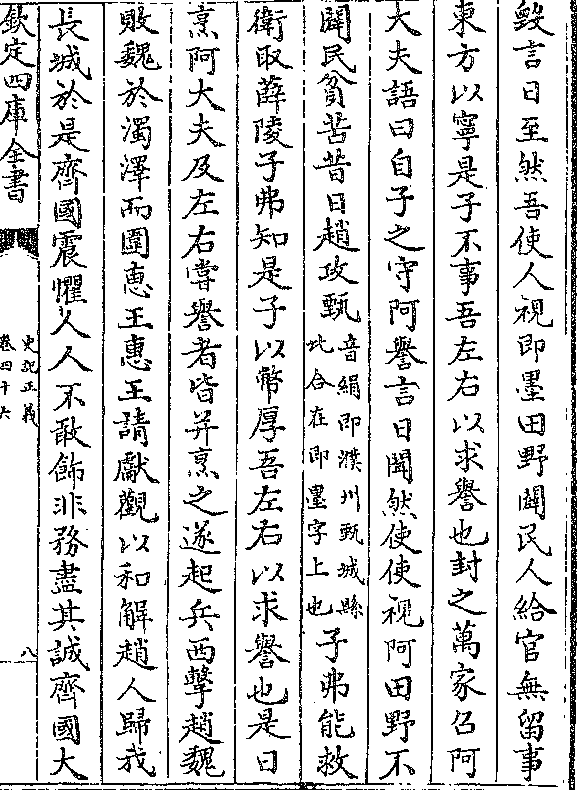 毀言日至然吾使人視即墨田野闢民人給官無留事
東方以寧是子不事吾左右以求譽也封之萬家召阿
大夫語曰自子之守阿譽言日聞然使使視阿田野不
闢民貧苦昔日趙攻甄音絹即濮州甄城縣此合在即墨字上也子弗能救
衛取薛陵子弗知是子以幣厚吾左右以求譽也是日
烹阿大夫及左右嘗譽者皆并烹之遂起兵西擊趙魏
敗魏於濁澤而圍惠王惠王請獻觀以和解趙人歸我
長城於是齊國震懼人人不敢飾非務盡其誠齊國大
欽定四庫全書
史記正義
卷四十六
八